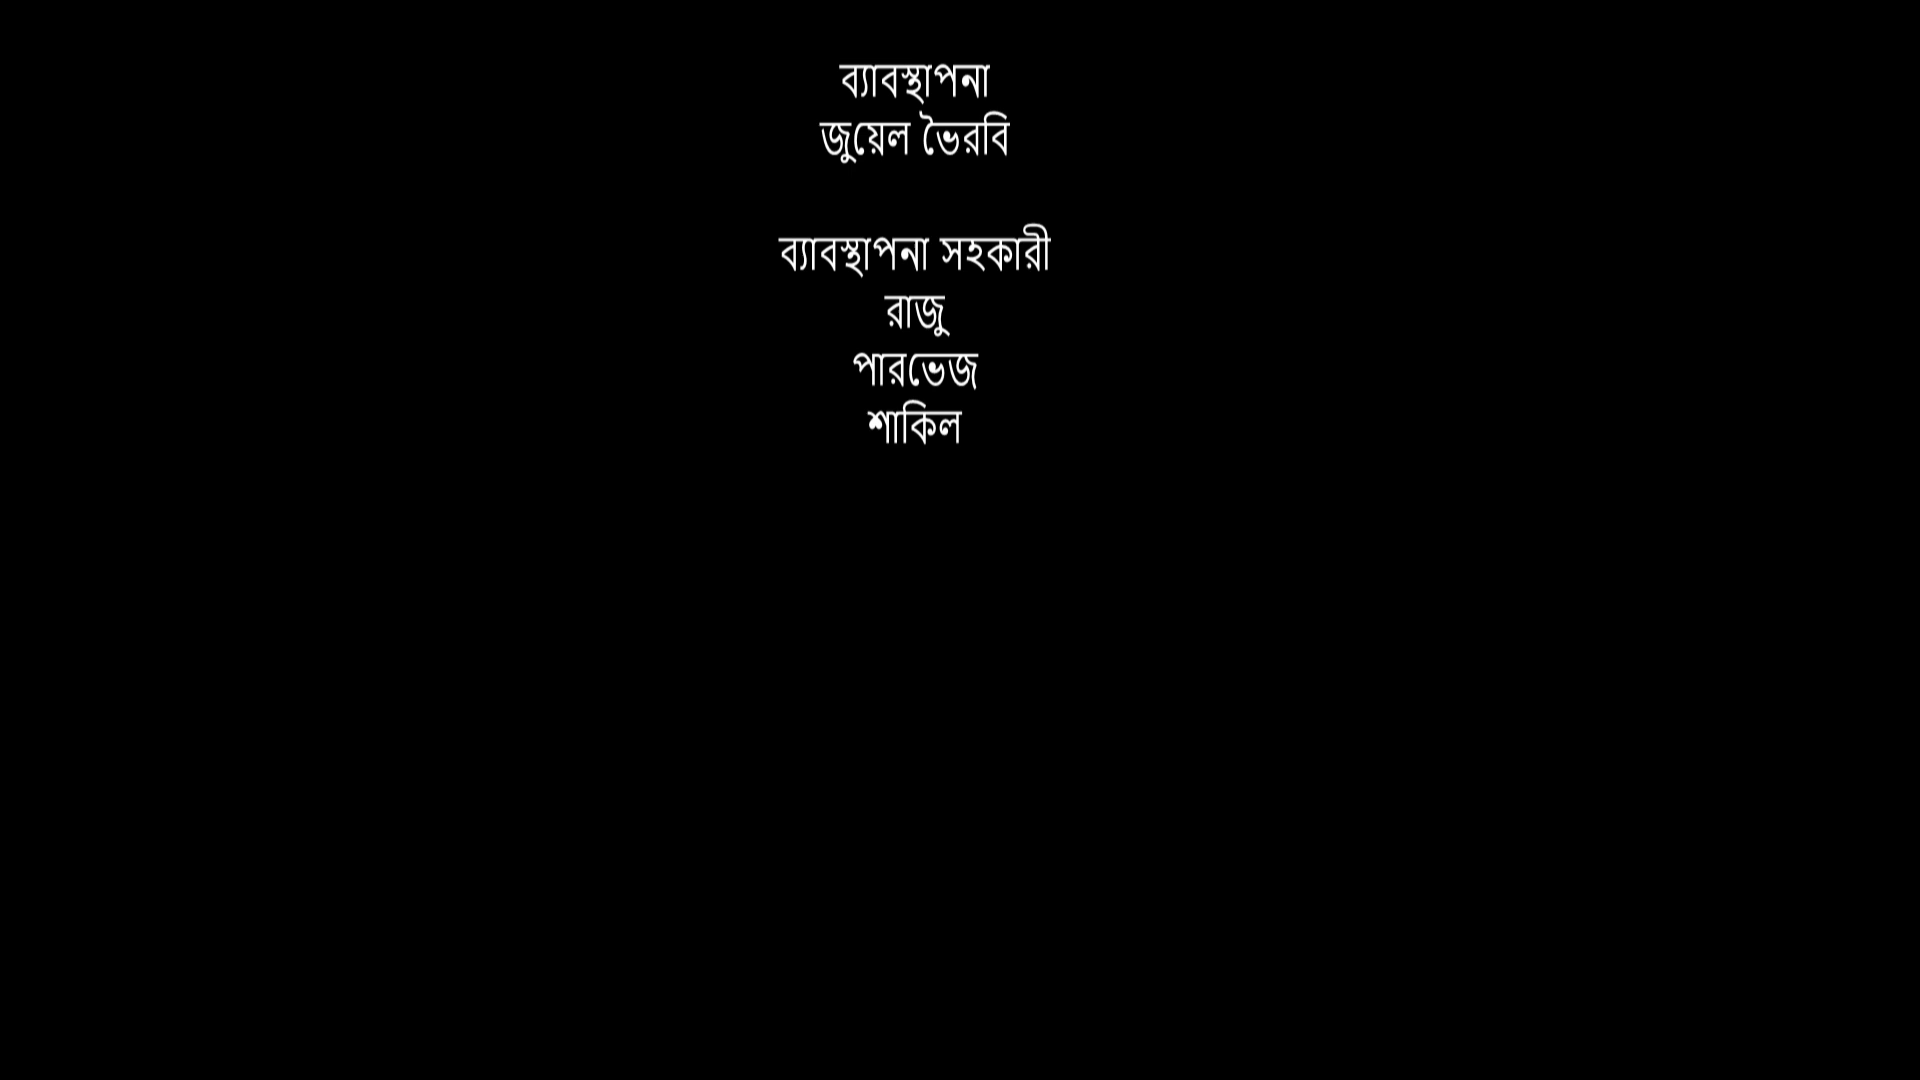 ব্যাবস্থাপনা
জুয়েল ভৈরবি
ব্যাবস্থাপনা সহকারী
রাজু
পারভেজ
শাকিল